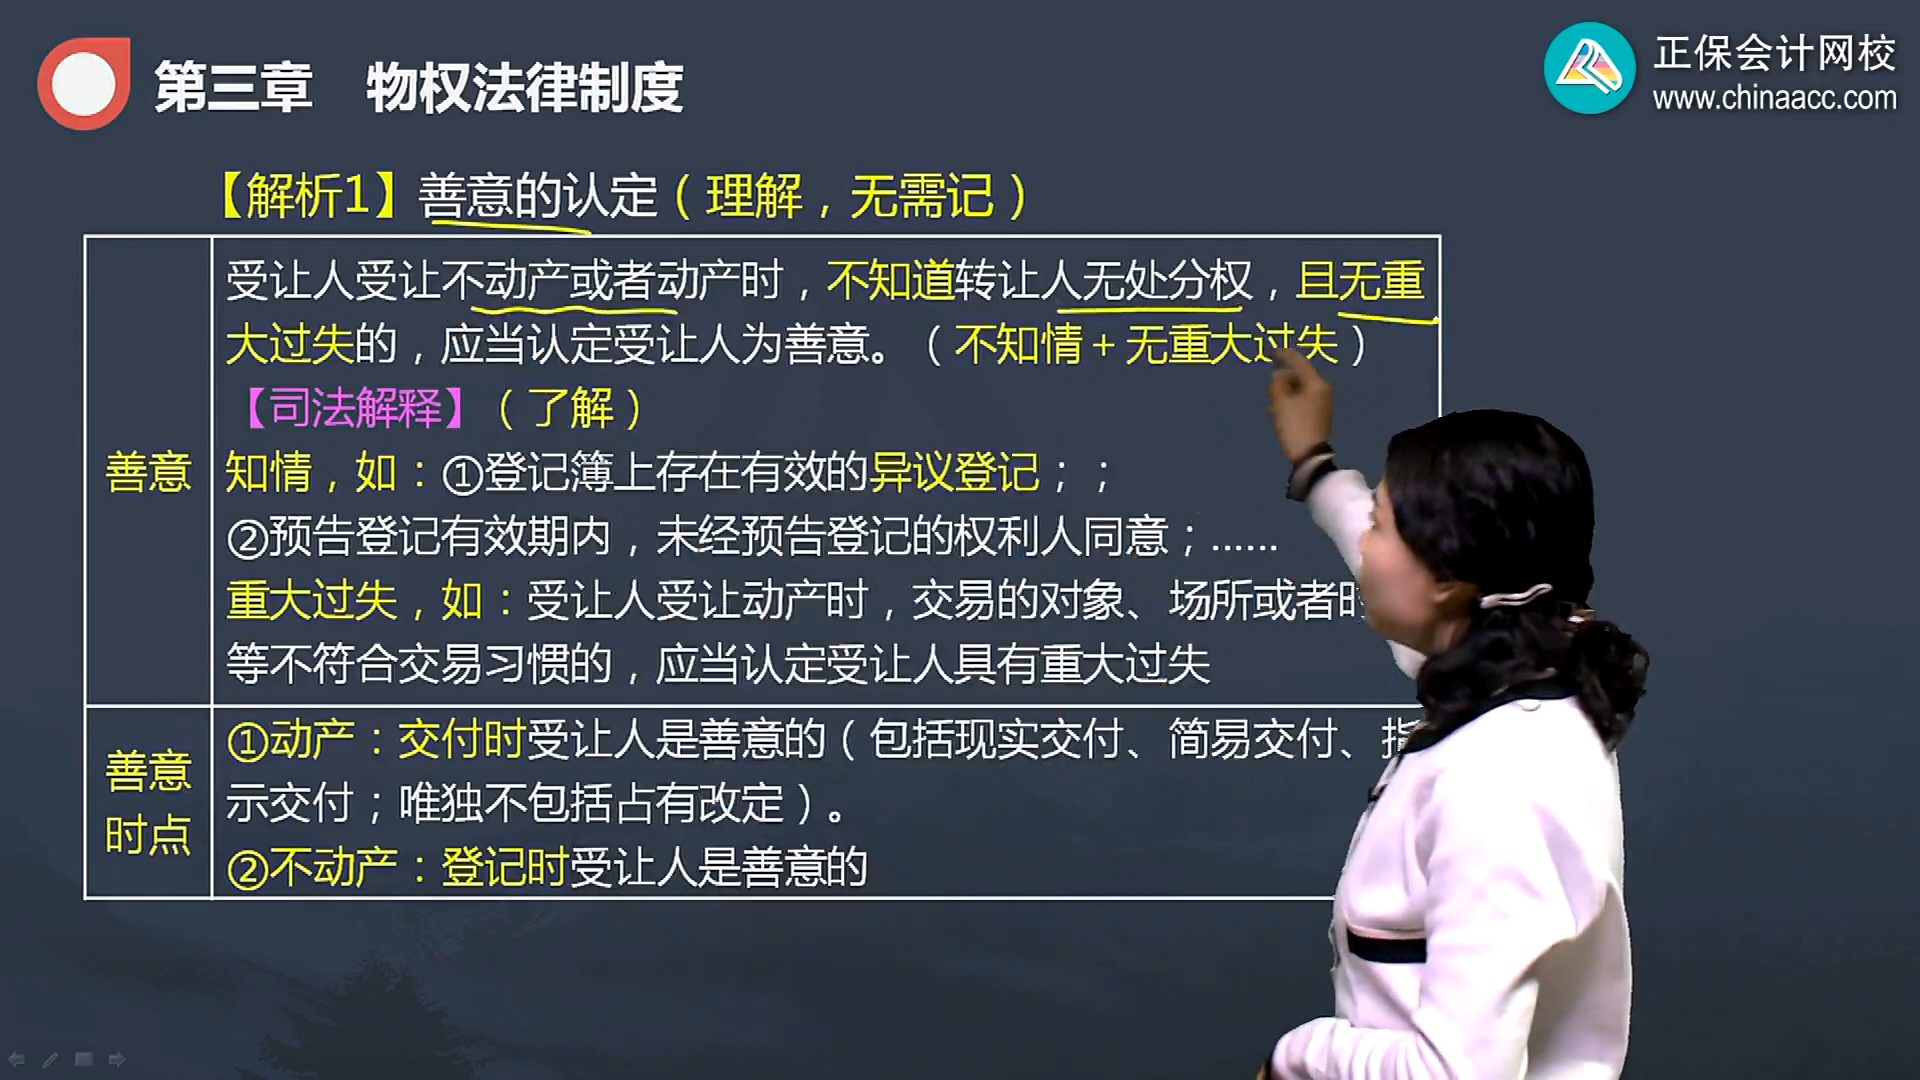 第三章 物权法律制度
正保会计网校
www.chinaacc.com
【解析1】善意的认定（理解，无需记）
善意
受让人受让不动产或者动产时，不知道转让人无处分权，且无重
大过失的，应当认定受让人为善意。（不知情＋无重大过失）
【司法解释】（了解）
知情，如：①登记簿上存在有效的异议登记；；
②预告登记有效期内，未经预告登记的权利人同意；......
重大过失，如：受让人受让动产时，交易的对象、场所或者时
等不符合交易习惯的，应当认定受让人具有重大过失
善意
时点
①动产：交付时受让人是善意的（包括现实交付、简易交付、指
示交付；唯独不包括占有改定）。
②不动产：登记时受让人是善意的